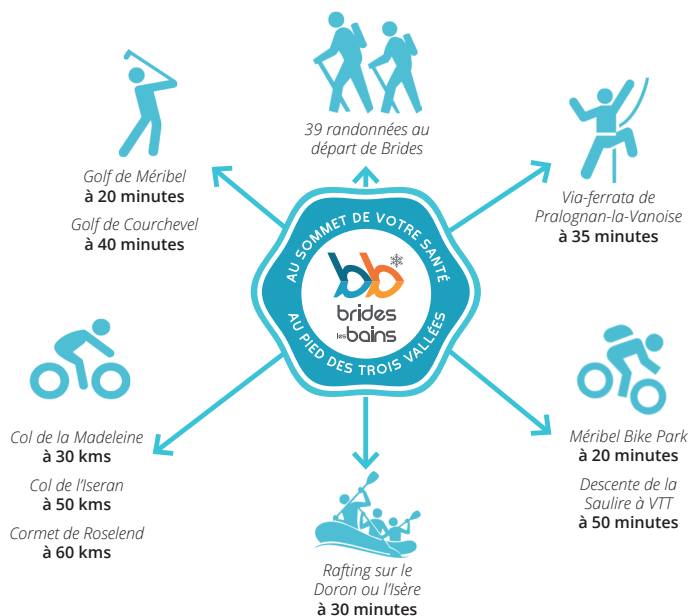 39 randonnées au
départ de Brides
Golf de Méribel
à 20 minutes
Golf de Courchevel
à 40 minutes
Via-ferrata de
Pralognan-la-Vanoise
à 35 minutes
AU SOMMET DE VOTRE SANTÉ
bb
brides
les bains
AU PIED DES TROIS VALLÉES
Col de la Madeleine
à 30 kms
Col de l'Iseran
à 50 kms
Cormet de Roselend
à 60 kms
Méribel Bike Park
à 20 minutes
Descente de la
Saulire à VTT
à 50 minutes
Rafting sur le
Doron ou l'Isère
à 30 minutes